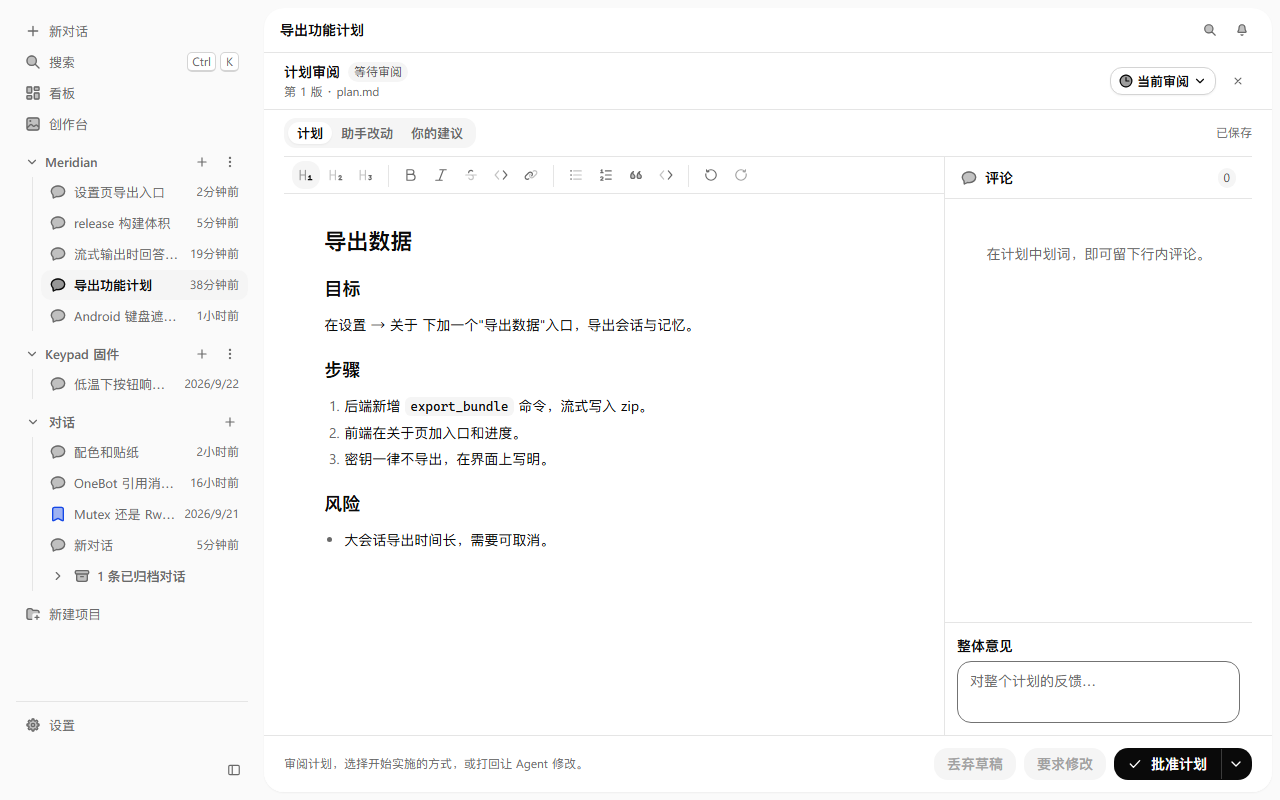 新对话
搜索 Ctrl K
看板
创作台
Meridian
设置页导出入口 2分钟前
release 构建体积 5分钟前
流式输出时回答… 19分钟前
导出功能计划 38分钟前
Android 键盘遮… 1小时前
Keypad 固件
低温下按钮响… 2026/9/22
对话
配色和贴纸 2小时前
OneBot 引用消… 16小时前
Mutex 还是 Rw… 2026/9/21
新对话 5分钟前
1 条已归档对话
新建项目
设置
导出功能计划
计划审阅 等待审阅
第 1 版 · plan.md
当前审阅
计划 助手改动 你的建议
已保存
H1 H2 H3 B I S
导出数据
目标
在设置 → 关于 下加一个"导出数据"入口，导出会话与记忆。
步骤
1. 后端新增 export_bundle 命令，流式写入 zip。
2. 前端在关于页加入口和进度。
3. 密钥一律不导出，在界面上写明。
风险
• 大会话导出时间长，需要可取消。
评论 0
在计划中划词，即可留下行内评论。
整体意见
对整个计划的反馈…
审阅计划，选择开始实施的方式，或打回让 Agent 修改。
丢弃草稿 要求修改 批准计划